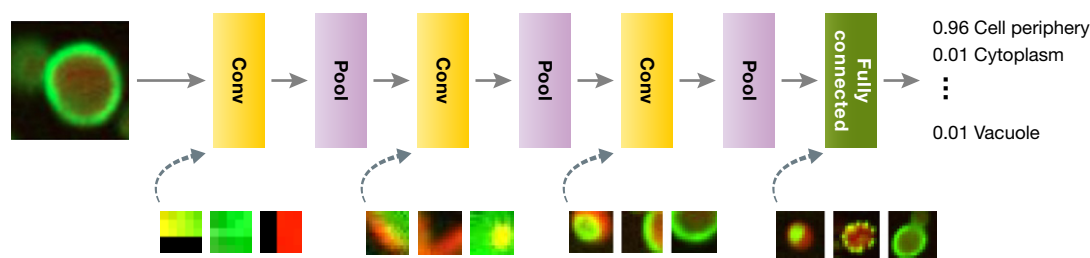 Conv
Pool
Conv
Pool
Conv
Pool
Fully
connected
0.96 Cell periphery
0.01 Cytoplasm
⋮
0.01 Vacuole